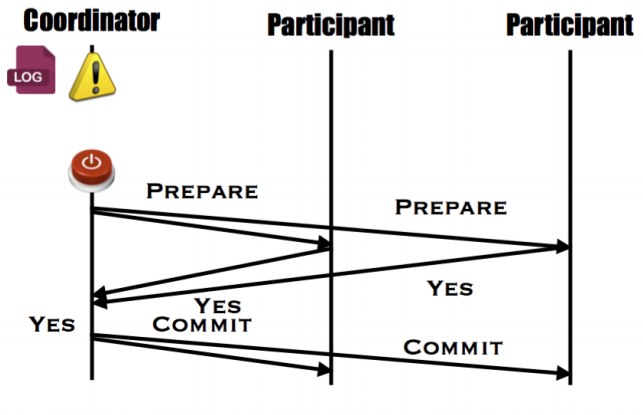 Coordinator
Participant
Participant
LOG
PREPARE
PREPARE
YES
YES
YES
COMMIT
COMMIT